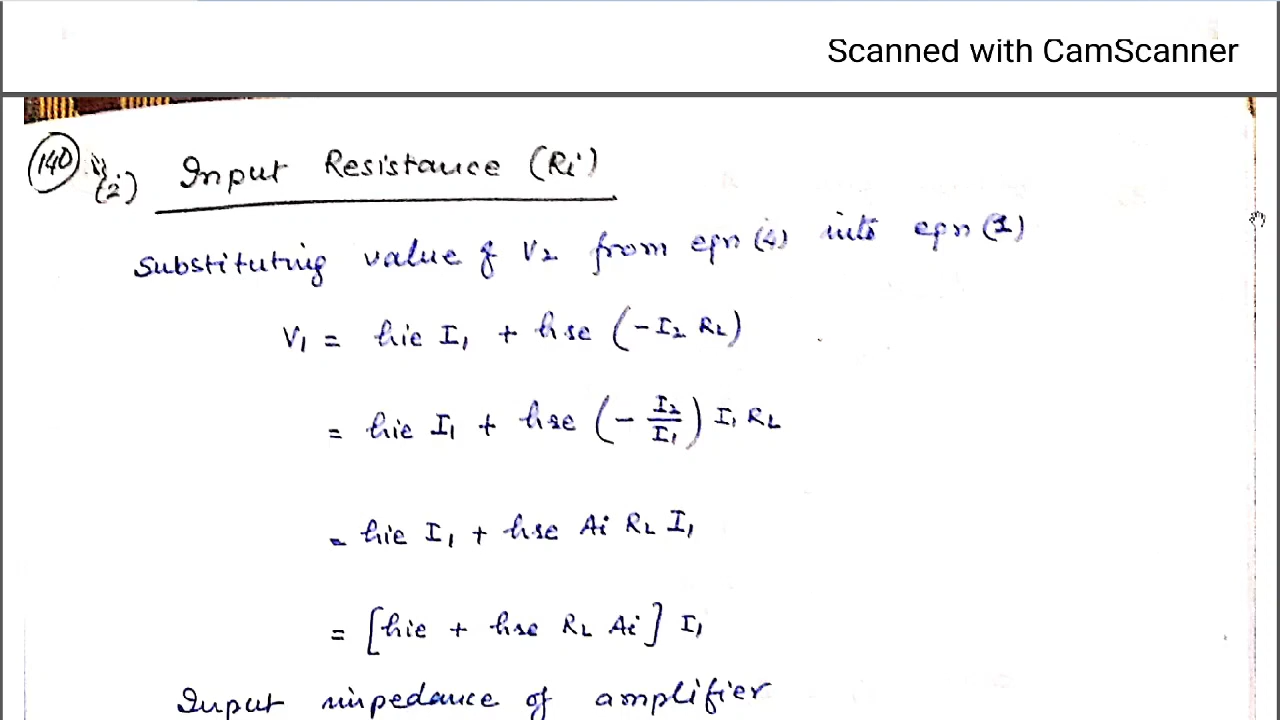 Scanned with CamScanner
140
(2) Input Resistance (Ri)
Substituting value of V2 from eqn (4) into eqn (1)
V1 = hie I1 + hre (-I2 RL)
= hie I1 + hre (- I2/I1) I1 RL
= hie I1 + hre Ai RL I1
= [hie + hre RL Ai] I1
Input impedance of amplifier